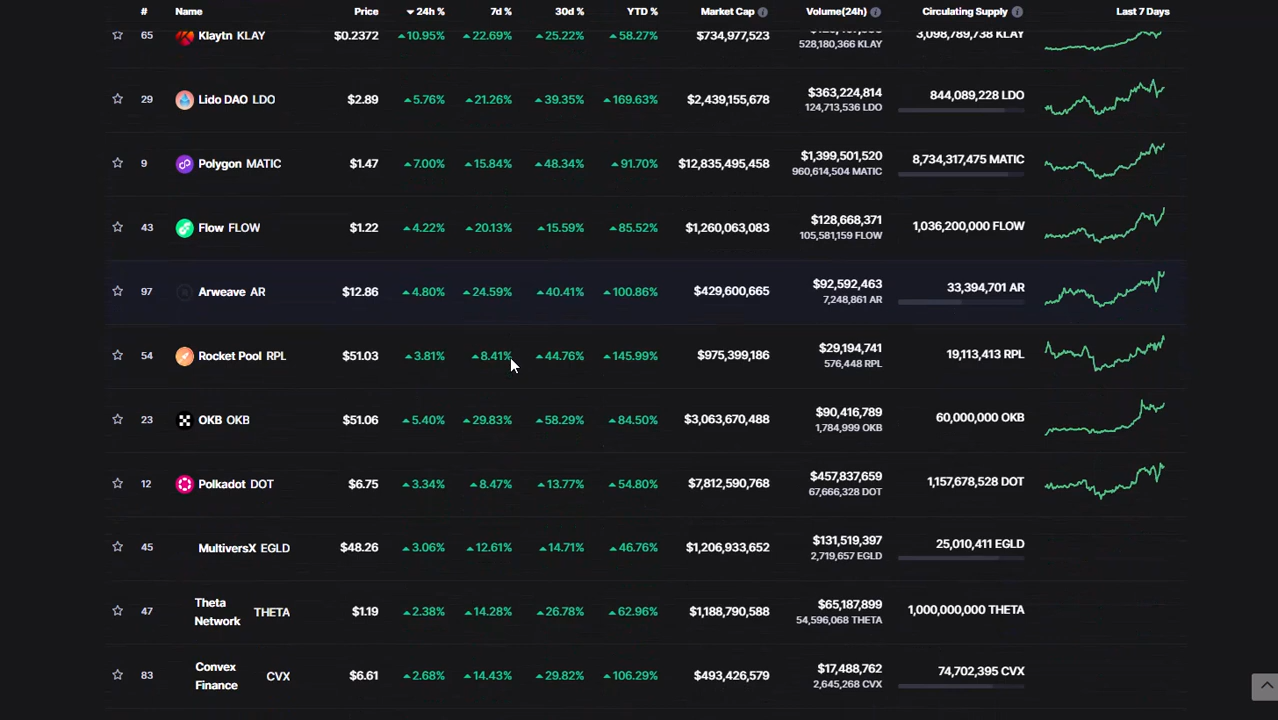 # Name Price 24h % 7d % 30d % YTD % Market Cap Volume(24h) Circulating Supply Last 7 Days
65 Klaytn KLAY $0.2372 10.95% 22.69% 25.22% 58.27% $734,977,523 3,098,789,738 KLAY
528,180,366 KLAY
29 Lido DAO LDO $2.89 5.76% 21.26% 39.35% 169.63% $2,439,155,678 $363,224,814 844,089,228 LDO
124,713,536 LDO
9 Polygon MATIC $1.47 7.00% 15.84% 48.34% 91.70% $12,835,495,458 $1,399,501,520 8,734,317,475 MATIC
960,614,504 MATIC
43 Flow FLOW $1.22 4.22% 20.13% 15.59% 85.52% $1,260,063,083 $128,668,371 1,036,200,000 FLOW
105,581,159 FLOW
97 Arweave AR $12.86 4.80% 24.59% 40.41% 100.86% $429,600,665 $92,592,463 33,394,701 AR
7,248,861 AR
54 Rocket Pool RPL $51.03 3.81% 8.41% 44.76% 145.99% $975,399,186 $29,194,741 19,113,413 RPL
576,448 RPL
23 OKB OKB $51.06 5.40% 29.83% 58.29% 84.50% $3,063,670,488 $90,416,789 60,000,000 OKB
1,784,999 OKB
12 Polkadot DOT $6.75 3.34% 8.47% 13.77% 54.80% $7,812,590,768 $457,837,659 1,157,678,528 DOT
67,666,328 DOT
45 MultiversX EGLD $48.26 3.06% 12.61% 14.71% 46.76% $1,206,933,652 $131,519,397 25,010,411 EGLD
2,719,657 EGLD
47 Theta Network THETA $1.19 2.38% 14.28% 26.78% 62.96% $1,188,790,588 $65,187,899 1,000,000,000 THETA
54,596,068 THETA
83 Convex Finance CVX $6.61 2.68% 14.43% 29.82% 106.29% $493,426,579 $17,488,762 74,702,395 CVX
2,645,268 CVX